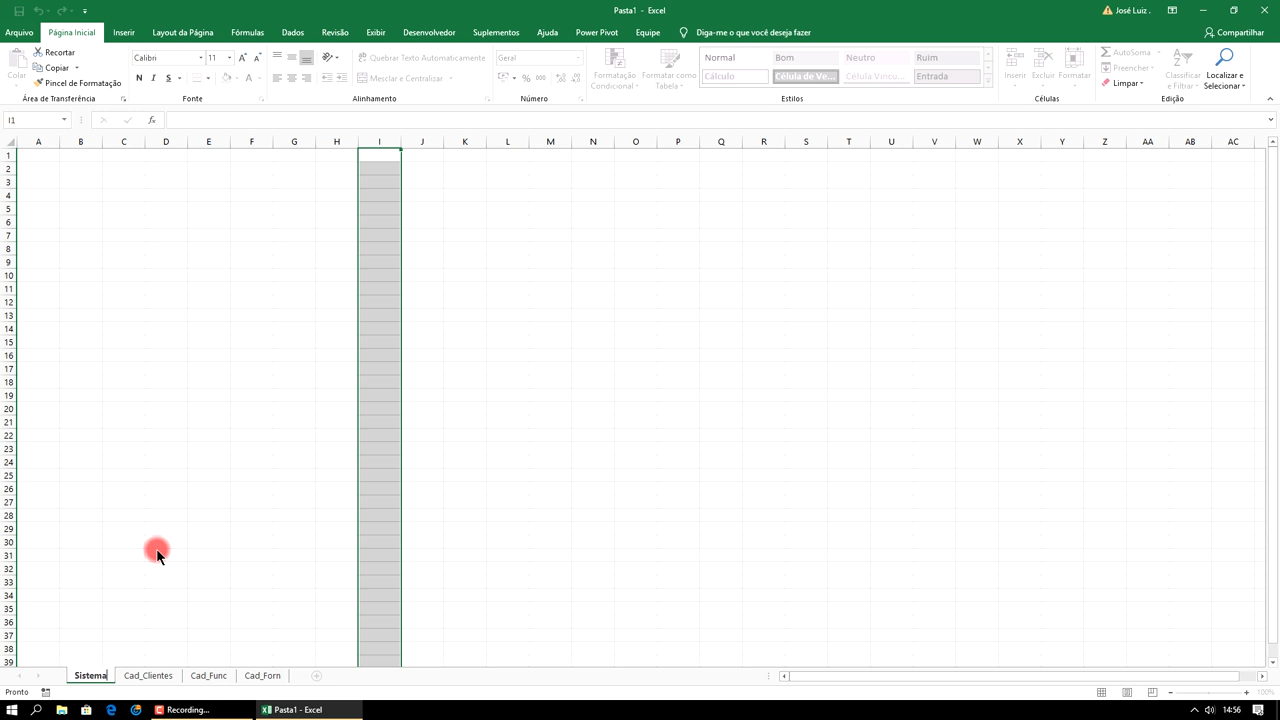 Pasta1 - Excel
José Luiz .
Arquivo Página Inicial Inserir Layout da Página Fórmulas Dados Revisão Exibir Desenvolvedor Suplementos Ajuda Power Pivot Equipe Diga-me o que você deseja fazer Compartilhar
Colar
Recortar
Copiar
Pincel de Formatação
Área de Transferência
Calibri 11
N I S
Fonte
Quebrar Texto Automaticamente
Mesclar e Centralizar
Alinhamento
Geral
% 000
Número
Formatação Condicional
Formatar como Tabela
Normal Bom Neutro Ruim
Cálculo Célula de Ve... Célula Vincu... Entrada
Estilos
Inserir Excluir Formatar
Células
AutoSoma
Preencher
Limpar
Classificar e Filtrar
Localizar e Selecionar
Edição
I1 fx
A B C D E F G H I J K L M N O P Q R S T U V W X Y Z AA AB AC
1
2
3
4
5
6
7
8
9
10
11
12
13
14
15
16
17
18
19
20
21
22
23
24
25
26
27
28
29
30
31
32
33
34
35
36
37
38
39
Sistema Cad_Clientes Cad_Func Cad_Forn
Pronto 100%
Recording... Pasta1 - Excel 14:56